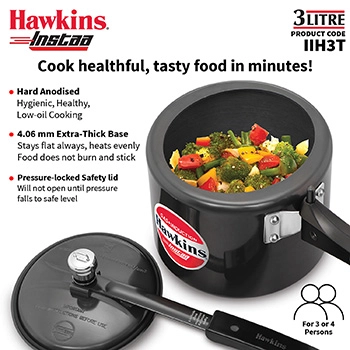 Hawkins
Instaa
3 LITRE
PRODUCT CODE
IIH3T
Cook healthful, tasty food in minutes!
• Hard Anodised
Hygienic, Healthy,
Low-oil Cooking
• 4.06 mm Extra-Thick Base
Stays flat always, heats evenly
Food does not burn and stick
• Pressure-locked Safety lid
Will not open until pressure
falls to safe level
Hawkins
Hawkins
For 3 or 4
Persons